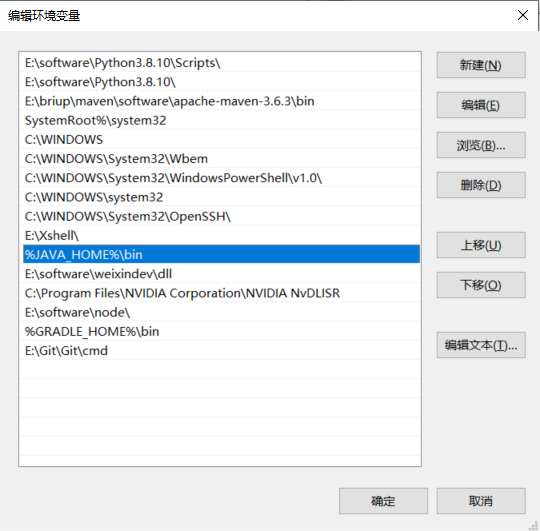 编辑环境变量
E:\software\Python3.8.10\Scripts\
E:\software\Python3.8.10\
E:\briup\maven\software\apache-maven-3.6.3\bin
SystemRoot%\system32
C:\WINDOWS
C:\WINDOWS\System32\Wbem
C:\WINDOWS\System32\WindowsPowerShell\v1.0\
C:\WINDOWS\system32
C:\WINDOWS\System32\OpenSSH\
E:\Xshell\
%JAVA_HOME%\bin
E:\software\weixindev\dll
C:\Program Files\NVIDIA Corporation\NVIDIA NvDLISR
E:\software\node\
%GRADLE_HOME%\bin
E:\Git\Git\cmd
新建(N)
编辑(E)
浏览(B)...
删除(D)
上移(U)
下移(O)
编辑文本(T)...
确定
取消